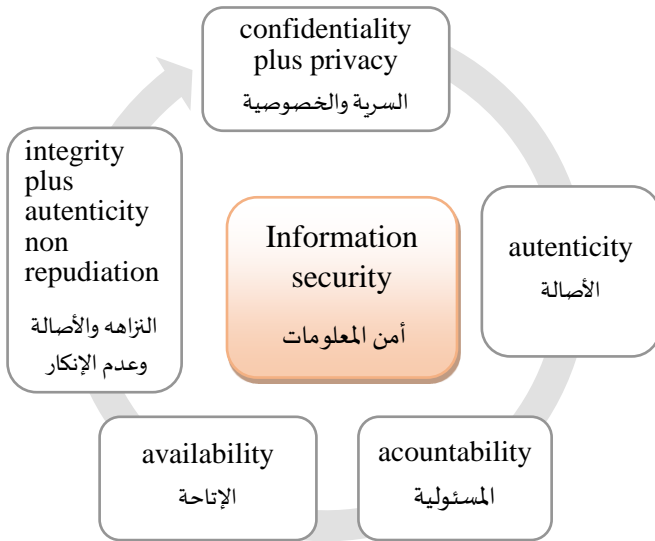 confidentiality
plus privacy
السرية والخصوصية
autenticity
الأصالة
acountability
المسئولية
availability
الإتاحة
integrity
plus
autenticity
non
repudiation
النزاهه والأصالة
وعدم الإنكار
Information
security
أمن المعلومات